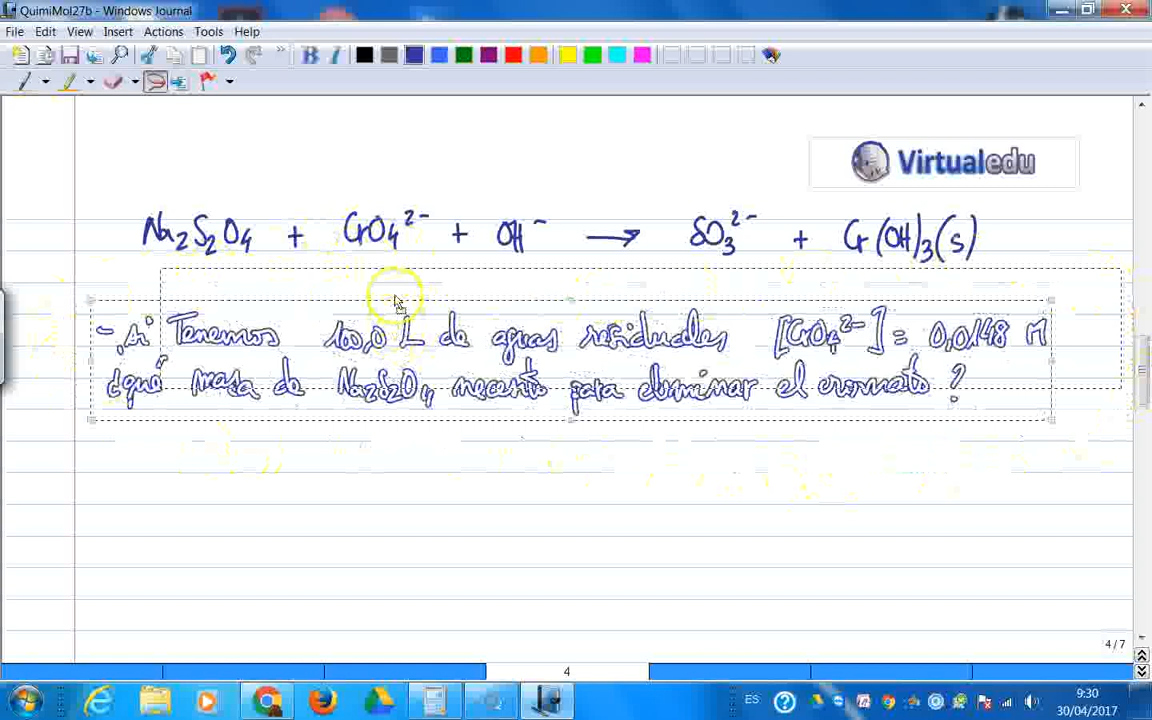 QuimiMol27b - Windows Journal
File Edit View Insert Actions Tools Help
B I
Virtualedu
Na₂S₂O₄ + CrO₄²⁻ + OH⁻ → SO₃²⁻ + Cr(OH)₃(s)
-, si Tenemos 100,0 L de aguas residuales [CrO₄²⁻] = 0,0148 M
¿qué masa de Na₂S₂O₄ necesito para eliminar el cromato?
4 / 7
4
ES
9:30
30/04/2017